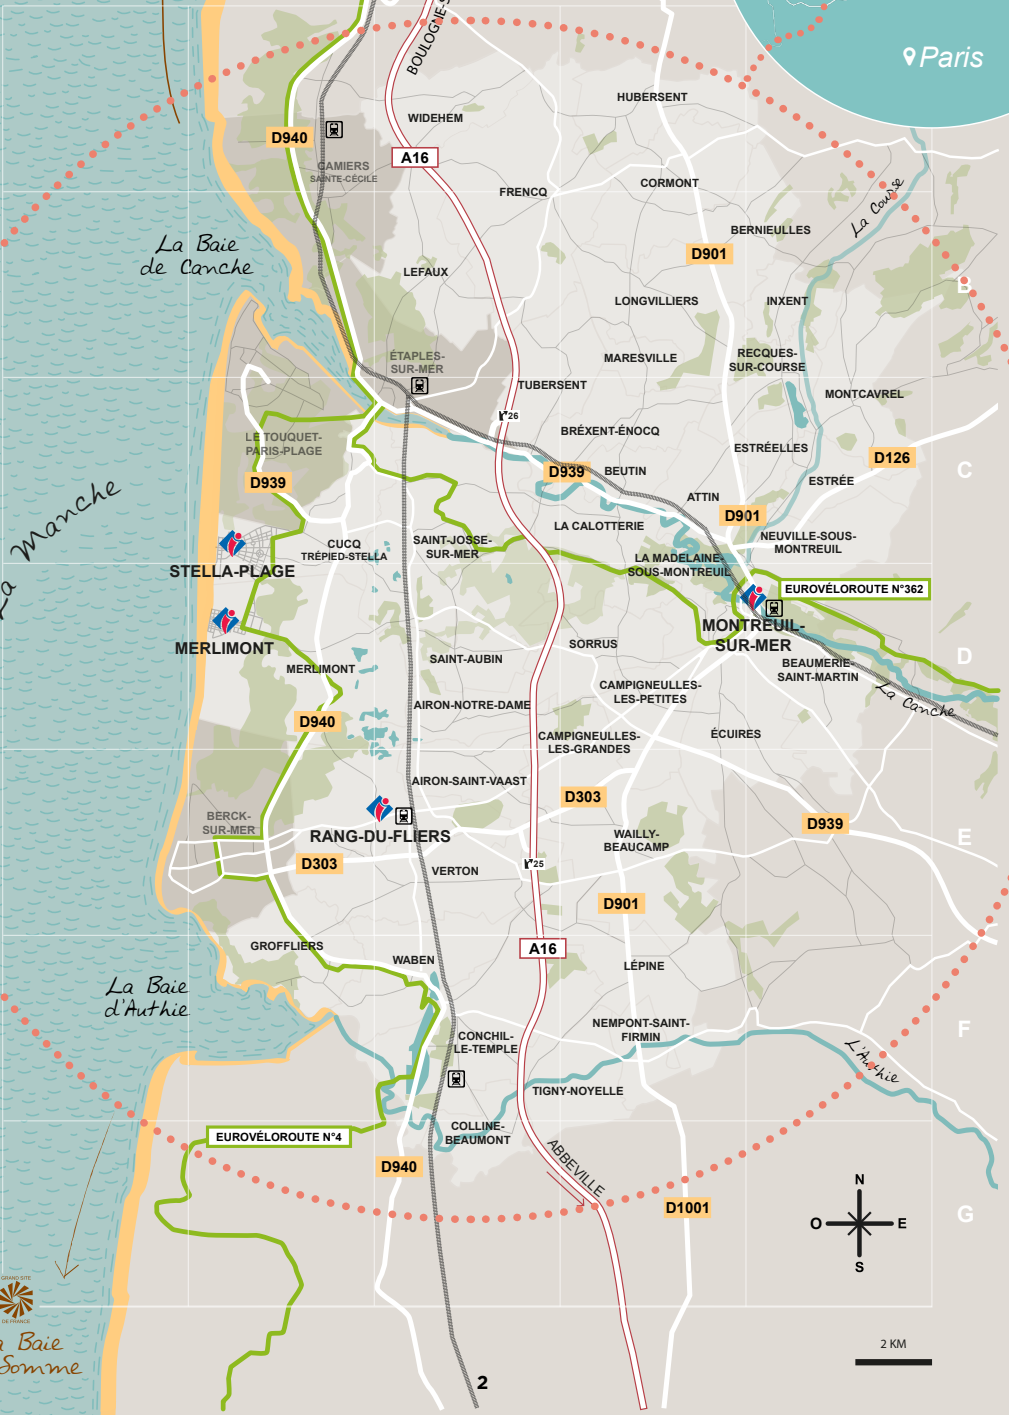 BOULOGNE-S
Paris
HUBERSENT
WIDEHEM
D940
A16
CAMIERS
SAINTE-CÉCILE
FRENCQ
CORMONT
La Course
BERNIEULLES
La Baie
de Canche
D901
LEFAUX
B
LONGVILLIERS
INXENT
ÉTAPLES-
SUR-MER
MARESVILLE
RECQUES-
SUR-COURSE
TUBERSENT
MONTCAVREL
26
LE TOUQUET-
PARIS-PLAGE
BRÉXENT-ÉNOCQ
ESTRÉELLES
D126
C
D939
D939
BEUTIN
ESTRÉE
ATTIN
La Manche
D901
LA CALOTTERIE
CUCQ
TRÉPIED-STELLA
SAINT-JOSSE-
SUR-MER
NEUVILLE-SOUS-
MONTREUIL
STELLA-PLAGE
LA MADELAINE-
SOUS-MONTREUIL
EUROVÉLOROUTE N°362
MONTREUIL-
SUR-MER
MERLIMONT
SORRUS
D
MERLIMONT
SAINT-AUBIN
BEAUMERIE-
SAINT-MARTIN
CAMPIGNEULLES-
LES-PETITES
La Canche
AIRON-NOTRE-DAME
D940
CAMPIGNEULLES-
LES-GRANDES
ÉCUIRES
AIRON-SAINT-VAAST
D303
BERCK-
SUR-MER
RANG-DU-FLIERS
WAILLY-
BEAUCAMP
D939
E
D303
25
VERTON
D901
GROFFLIERS
A16
WABEN
LÉPINE
La Baie
d'Authie
NEMPONT-SAINT-
FIRMIN
F
CONCHIL-
LE-TEMPLE
L'Authie
TIGNY-NOYELLE
EUROVÉLOROUTE N°4
COLLINE-
BEAUMONT
ABBEVILLE
D940
D1001
N
O
E
S
G
GRAND SITE
DE FRANCE
a Baie
Somme
2 KM
2